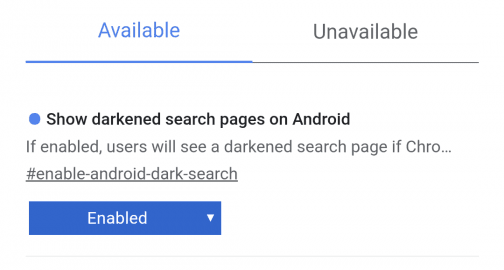 Available
Unavailable
Show darkened search pages on Android
If enabled, users will see a darkened search page if Chro…
#enable-android-dark-search
Enabled